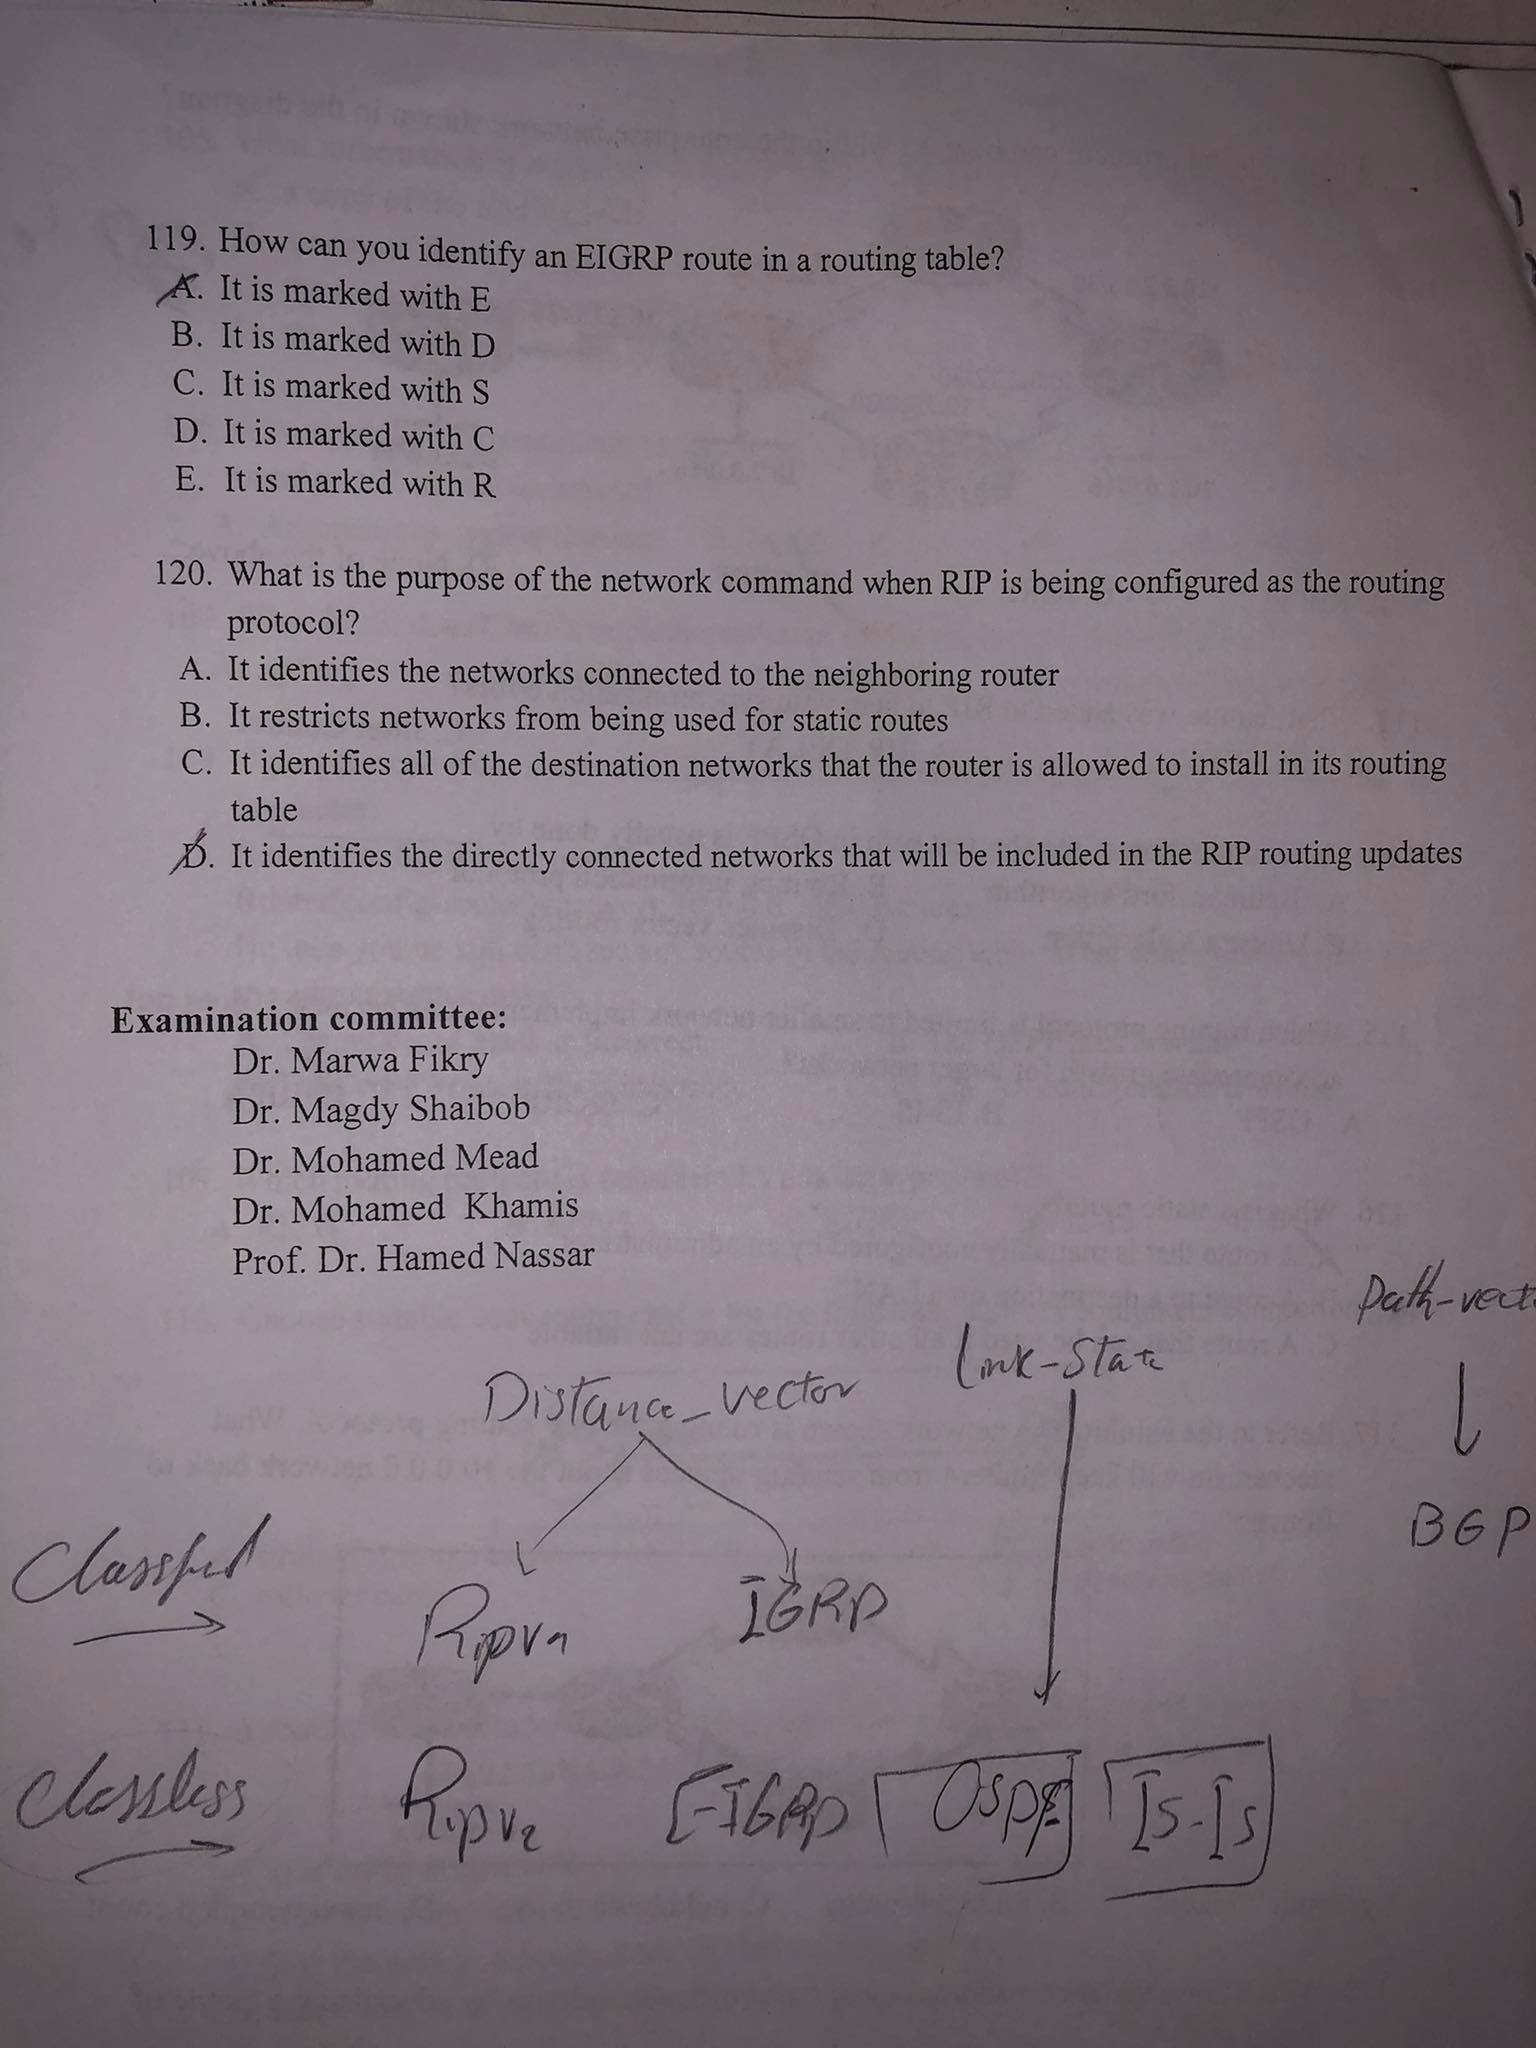 119. How can you identify an EIGRP route in a routing table?
A. It is marked with E
B. It is marked with D
C. It is marked with S
D. It is marked with C
E. It is marked with R
120. What is the purpose of the network command when RIP is being configured as the routing
protocol?
A. It identifies the networks connected to the neighboring router
B. It restricts networks from being used for static routes
C. It identifies all of the destination networks that the router is allowed to install in its routing
table
D. It identifies the directly connected networks that will be included in the RIP routing updates
Examination committee:
Dr. Marwa Fikry
Dr. Magdy Shaibob
Dr. Mohamed Mead
Dr. Mohamed Khamis
Prof. Dr. Hamed Nassar
Distance_vector Link-State Path-vect
BGP
Classful Ripv1 IGRP
Classless Ripv2 E-IGRP OSPF IS-IS